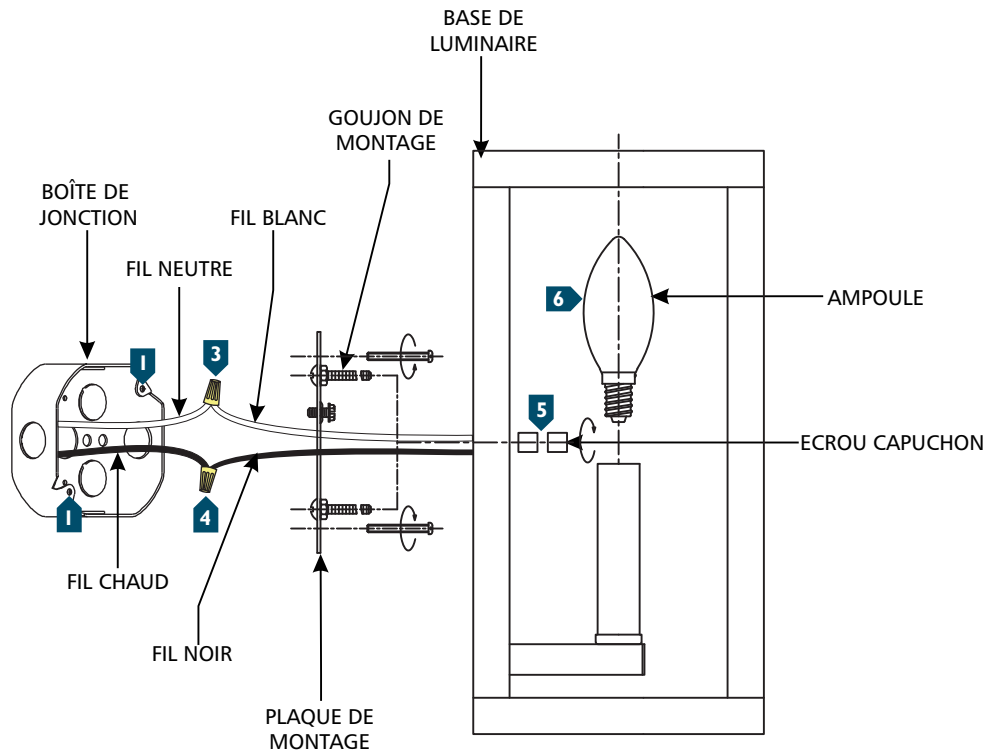 BASE DE
LUMINAIRE
GOUJON DE
MONTAGE
BOÎTE DE
JONCTION
FIL BLANC
FIL NEUTRE
6
AMPOULE
3
1
5
ECROU CAPUCHON
1
4
FIL CHAUD
FIL NOIR
PLAQUE DE
MONTAGE